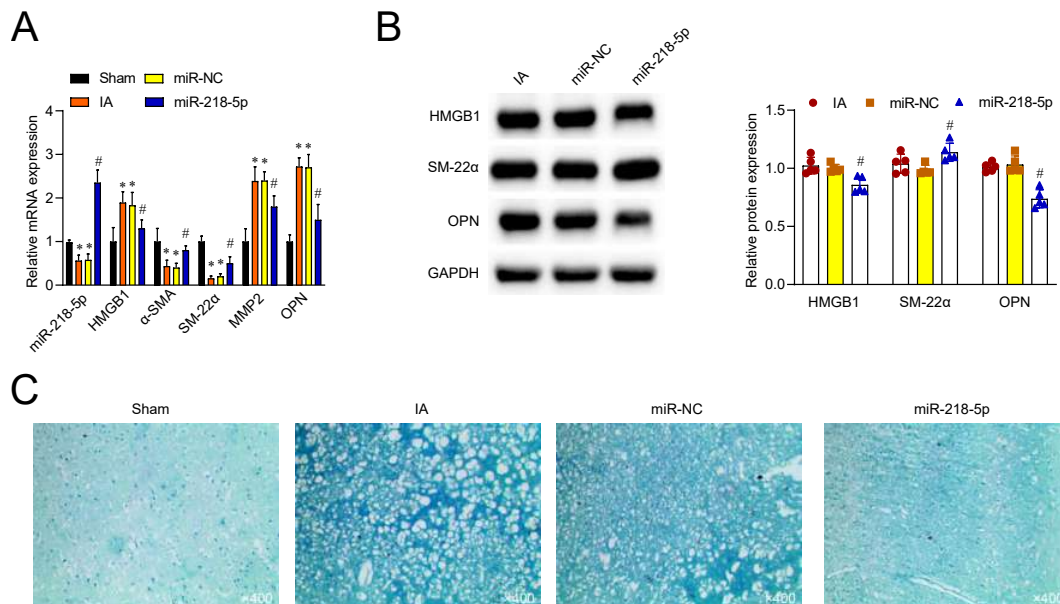 A
Sham
miR-NC
IA
miR-218-5p
Relative mRNA expression
4
3
2
1
0
#
* *
* *
#
* *
#
* *
#
* *
#
* *
#
miR-218-5p
HMGB1
α-SMA
SM-22α
MMP2
OPN
B
IA
miR-NC
miR-218-5p
HMGB1
SM-22α
OPN
GAPDH
IA
miR-NC
miR-218-5p
Relative protein expression
1.5
1.0
0.5
0.0
#
#
#
HMGB1
SM-22α
OPN
C
Sham
IA
miR-NC
miR-218-5p
×400
×400
×400
×40